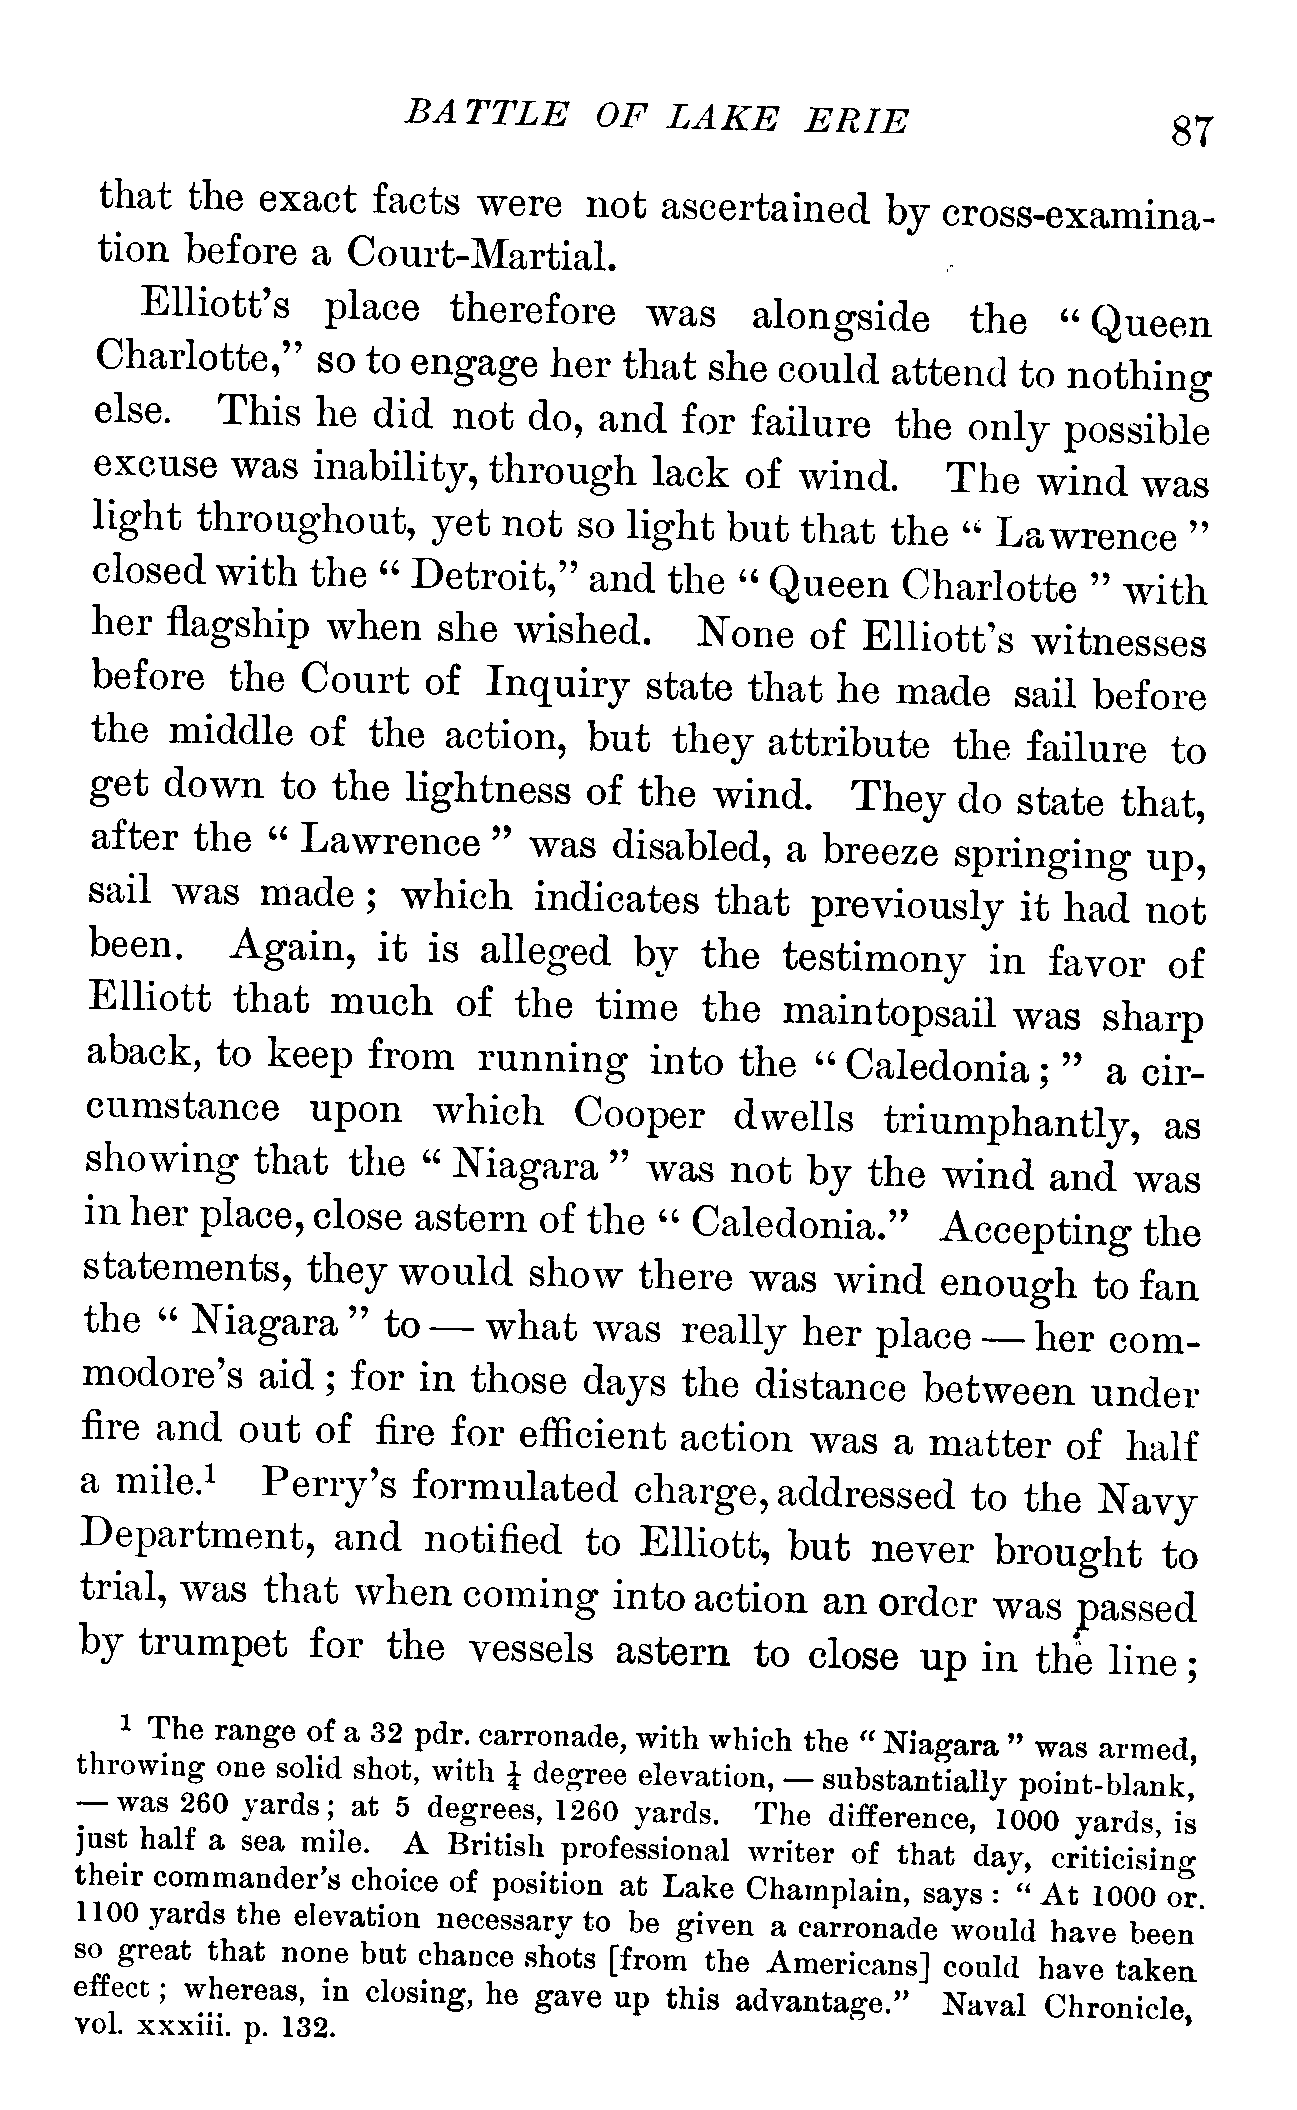 BATTLE OF LAKE ERIE 87
that the exact facts were not ascertained by cross-examina-
tion before a Court-Martial.
Elliott's place therefore was alongside the “ Queen
Charlotte,” so to engage her that she could attend to nothing
else. This he did not do, and for failure the only possible
excuse was inability, through lack of wind. The wind was
light throughout, yet not so light but that the “ Lawrence ”
closed with the “ Detroit,” and the “ Queen Charlotte ” with
her flagship when she wished. None of Elliott's witnesses
before the Court of Inquiry state that he made sail before
the middle of the action, but they attribute the failure to
get down to the lightness of the wind. They do state that,
after the “ Lawrence ” was disabled, a breeze springing up,
sail was made ; which indicates that previously it had not
been. Again, it is alleged by the testimony in favor of
Elliott that much of the time the maintopsail was sharp
aback, to keep from running into the “ Caledonia ; ” a cir-
cumstance upon which Cooper dwells triumphantly, as
showing that the “ Niagara ” was not by the wind and was
in her place, close astern of the “ Caledonia.” Accepting the
statements, they would show there was wind enough to fan
the “ Niagara ” to — what was really her place — her com-
modore's aid ; for in those days the distance between under
fire and out of fire for efficient action was a matter of half
a mile.¹ Perry's formulated charge, addressed to the Navy
Department, and notified to Elliott, but never brought to
trial, was that when coming into action an order was passed
by trumpet for the vessels astern to close up in the line ;
¹ The range of a 32 pdr. carronade, with which the “ Niagara ” was armed,
throwing one solid shot, with ¼ degree elevation, — substantially point-blank,
— was 260 yards ; at 5 degrees, 1260 yards. The difference, 1000 yards, is
just half a sea mile. A British professional writer of that day, criticising
their commander's choice of position at Lake Champlain, says : “ At 1000 or
1100 yards the elevation necessary to be given a carronade would have been
so great that none but chance shots [from the Americans] could have taken
effect ; whereas, in closing, he gave up this advantage.” Naval Chronicle,
vol. xxxiii. p. 132.